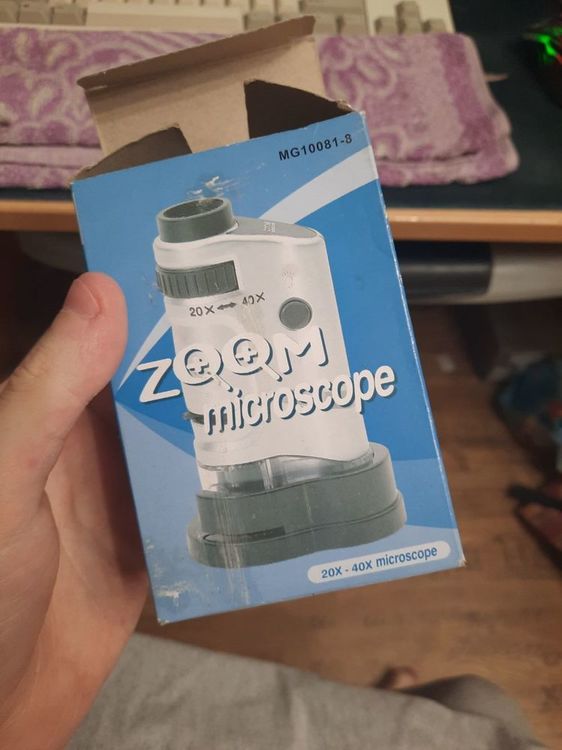 MG10081-8
20X ↔ 40X
ZOOM
microscope
20X - 40X microscope